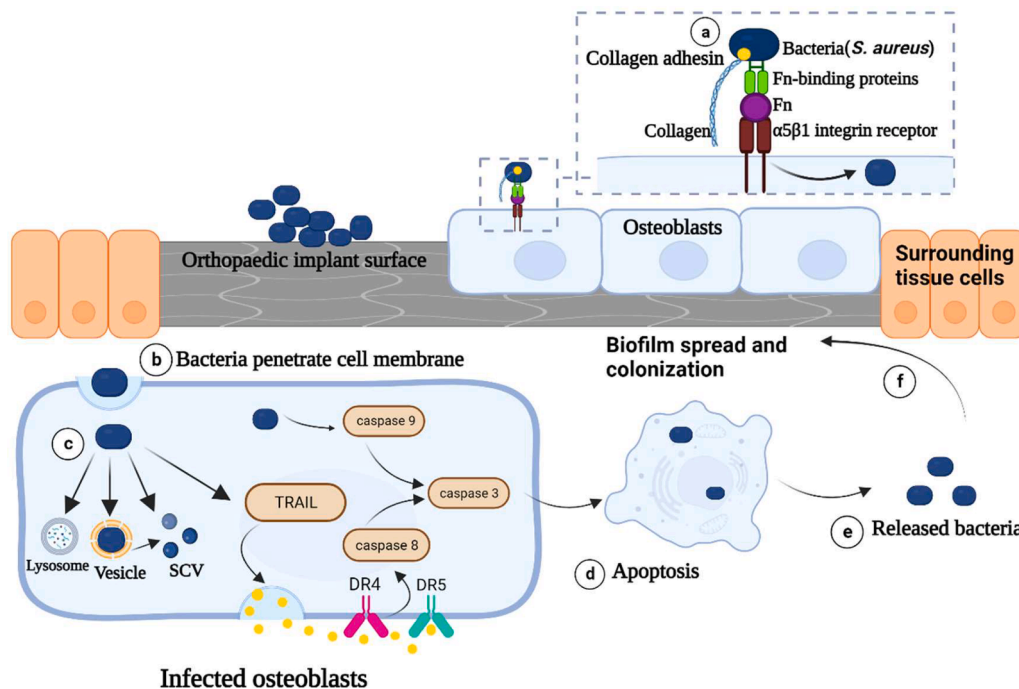 a
Bacteria(S. aureus)
Collagen adhesin
Fn-binding proteins
Fn
Collagen
α5β1 integrin receptor
Osteoblasts
Orthopaedic implant surface
Surrounding
tissue cells
b
Bacteria penetrate cell membrane
Biofilm spread and
colonization
f
c
caspase 9
TRAIL
caspase 3
caspase 8
Lysosome
Vesicle
SCV
DR4
DR5
d
Apoptosis
e
Released bacteria
Infected osteoblasts